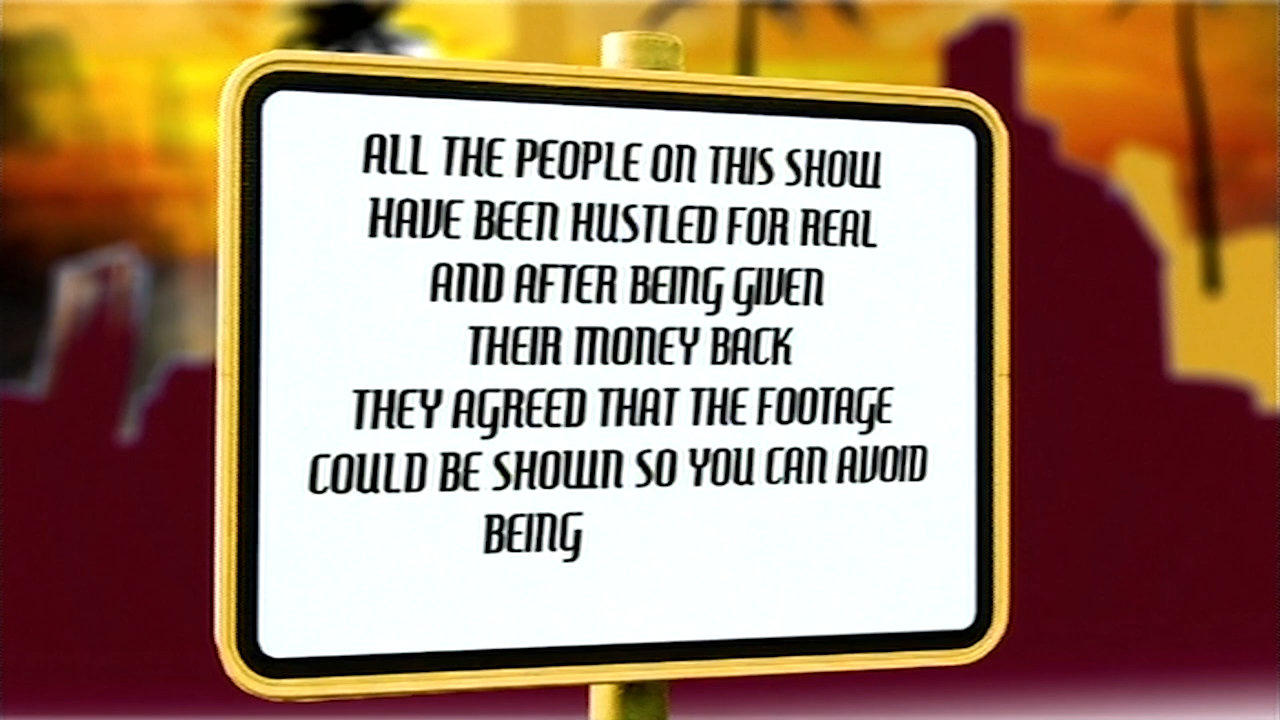 ALL THE PEOPLE ON THIS SHOW
HAVE BEEN HUSTLED FOR REAL
AND AFTER BEING GIVEN
THEIR MONEY BACK
THEY AGREED THAT THE FOOTAGE
COULD BE SHOWN SO YOU CAN AVOID
BEING